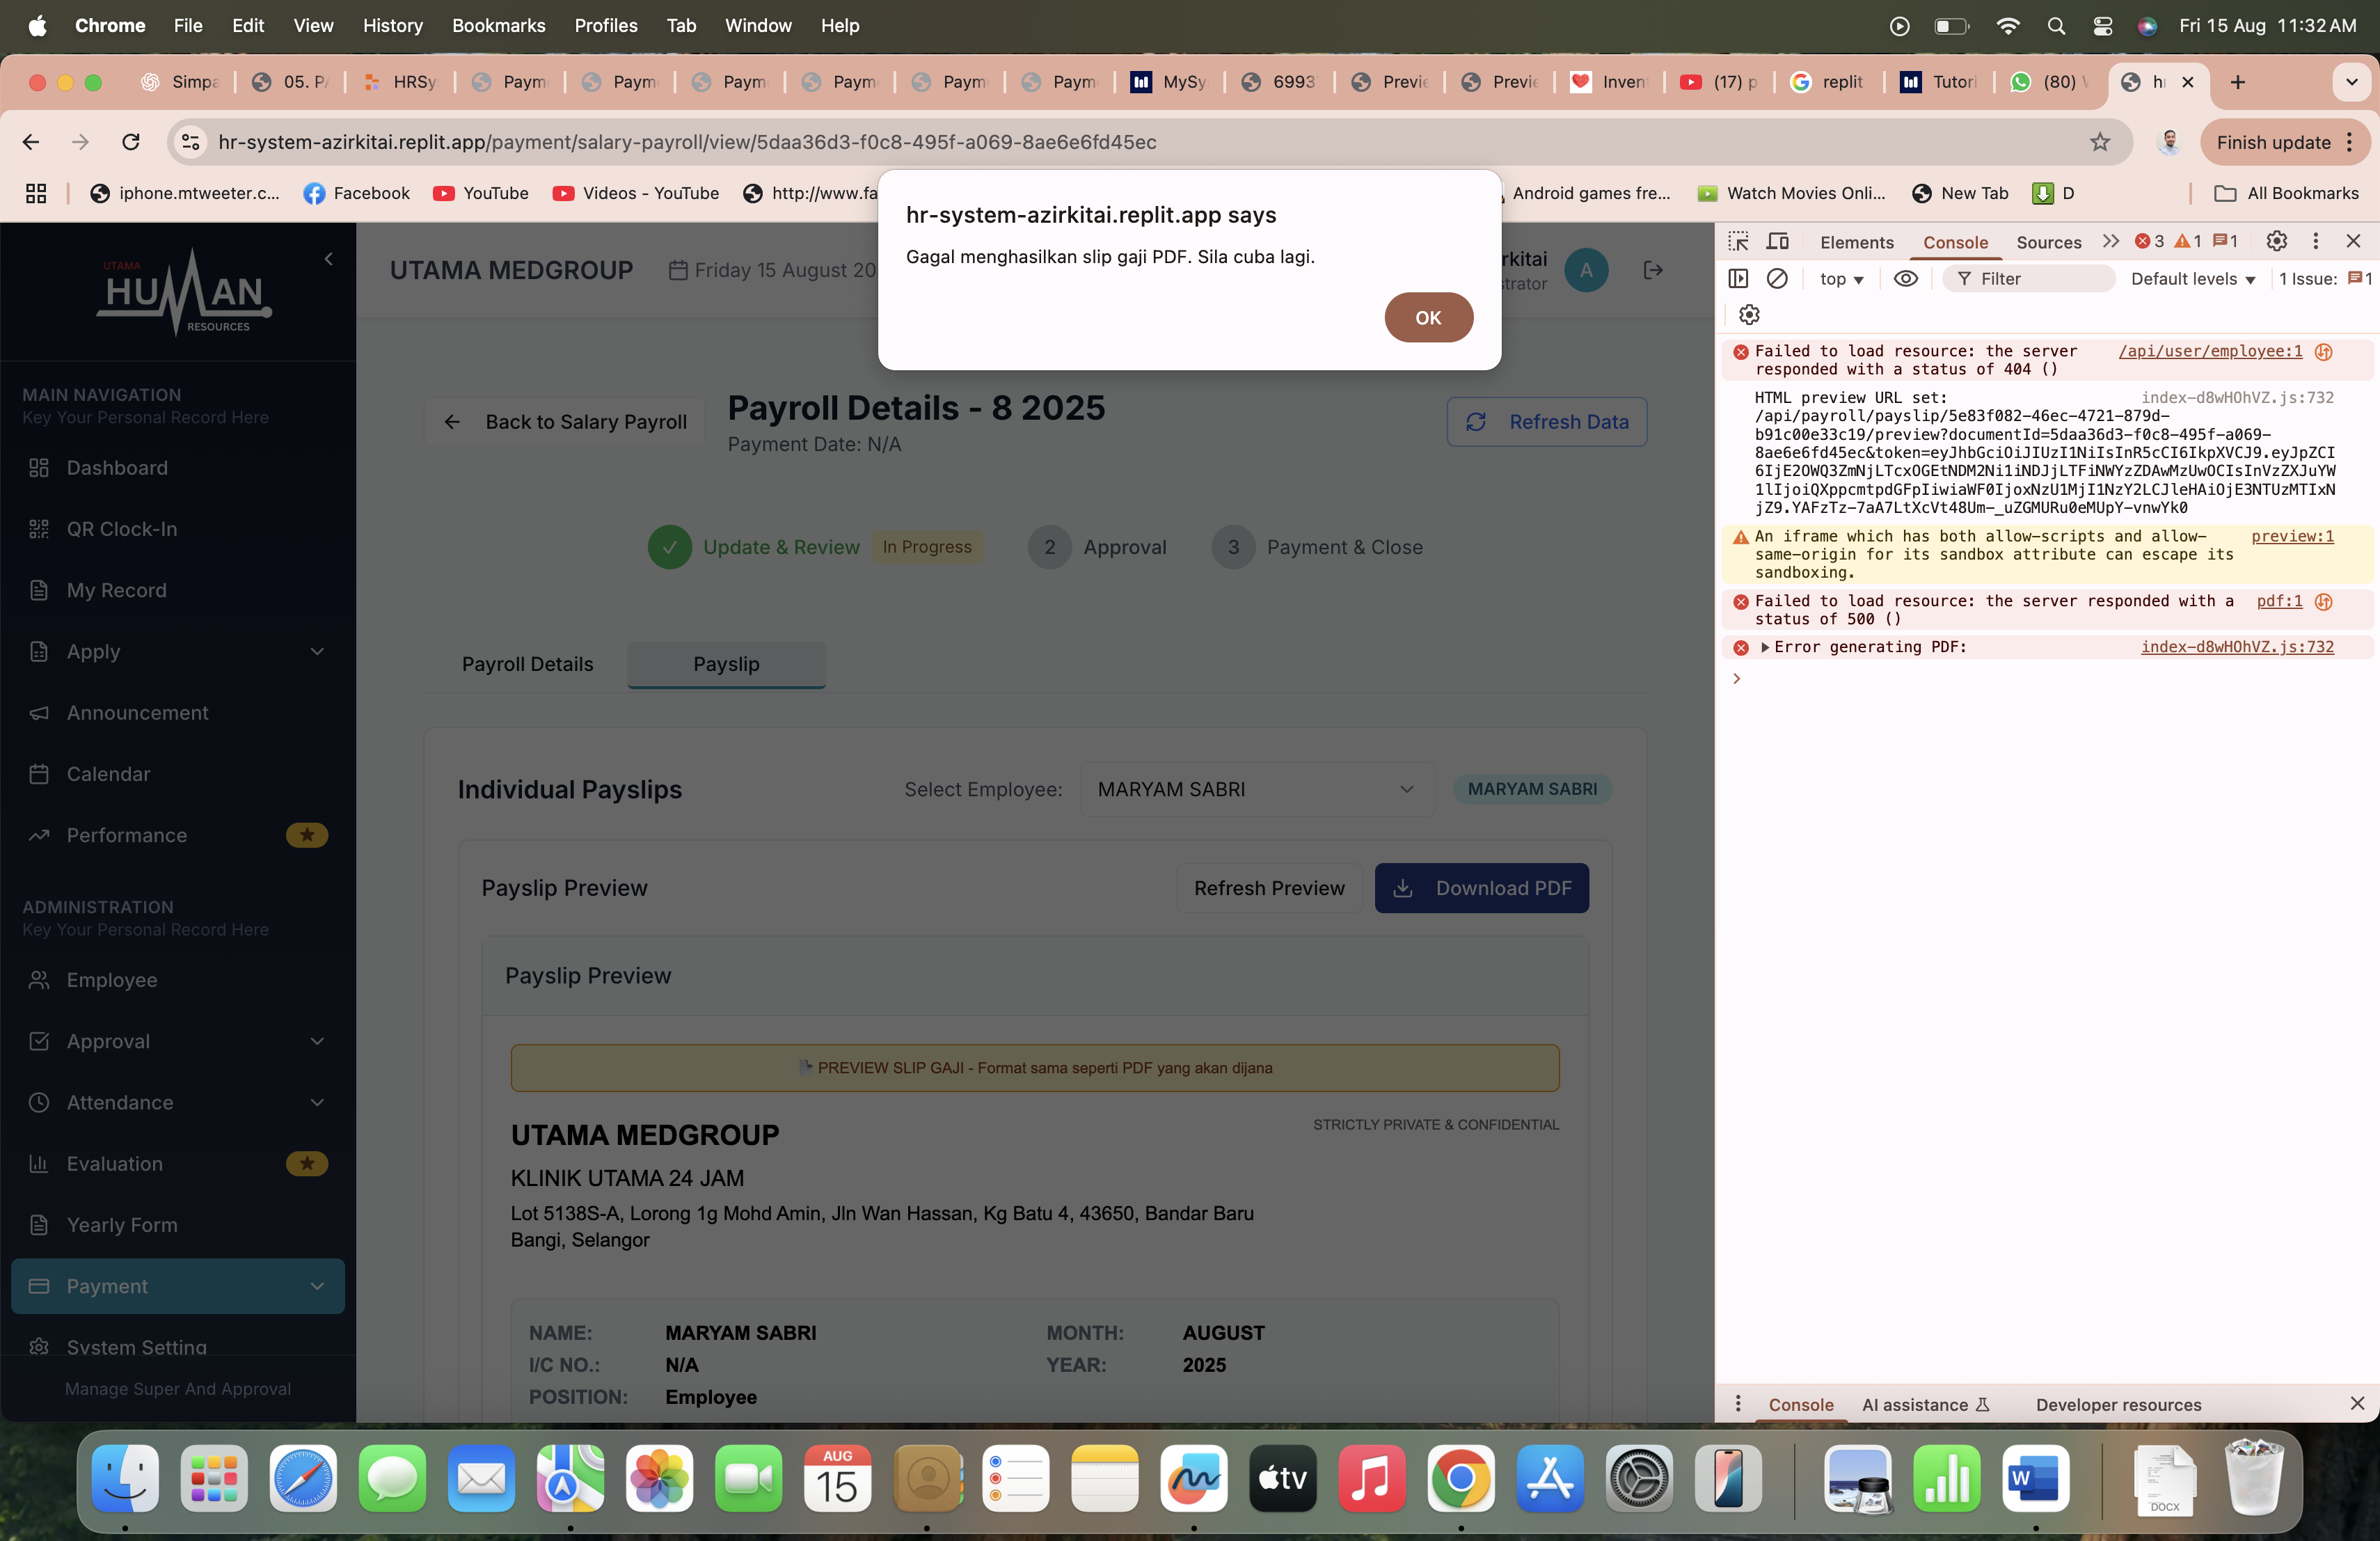 Chrome File Edit View History Bookmarks Profiles Tab Window Help
Fri 15 Aug 11:32 AM
Simpa
05. P
HRSy
Paym
Paym
Paym
Paym
Paym
Paym
MySy
6993
Previe
Previe
Inven
(17) p
replit
Tutori
(80)
hr
hr-system-azirkitai.replit.app/payment/salary-payroll/view/5daa36d3-f0c8-495f-a069-8ae6e6fd45ec
Finish update
iphone.mtweeter.c...
Facebook
YouTube
Videos - YouTube
http://www.fa
Android games fre...
Watch Movies Onli...
New Tab
D
All Bookmarks
hr-system-azirkitai.replit.app says
Gagal menghasilkan slip gaji PDF. Sila cuba lagi.
OK
UTAMA
HUMAN
RESOURCES
MAIN NAVIGATION
Key Your Personal Record Here
Dashboard
QR Clock-In
My Record
Apply
Announcement
Calendar
Performance
ADMINISTRATION
Key Your Personal Record Here
Employee
Approval
Attendance
Evaluation
Yearly Form
Payment
System Setting
Manage Super And Approval
UTAMA MEDGROUP
Friday 15 August 20
rkitai
strator
A
Back to Salary Payroll
Payroll Details - 8 2025
Payment Date: N/A
Refresh Data
Update & Review
In Progress
2
Approval
3
Payment & Close
Payroll Details
Payslip
Individual Payslips
Select Employee:
MARYAM SABRI
MARYAM SABRI
Payslip Preview
Refresh Preview
Download PDF
Payslip Preview
PREVIEW SLIP GAJI - Format sama seperti PDF yang akan dijana
UTAMA MEDGROUP
STRICTLY PRIVATE & CONFIDENTIAL
KLINIK UTAMA 24 JAM
Lot 5138S-A, Lorong 1g Mohd Amin, Jln Wan Hassan, Kg Batu 4, 43650, Bandar Baru
Bangi, Selangor
NAME: MARYAM SABRI
MONTH: AUGUST
I/C NO.: N/A
YEAR: 2025
POSITION: Employee
Elements
Console
Sources
3
1
1
top
Filter
Default levels
1 Issue:
1
Failed to load resource: the server /api/user/employee:1
responded with a status of 404 ()
HTML preview URL set: index-d8wHOhVZ.js:732
/api/payroll/payslip/5e83f082-46ec-4721-879d-
b91c00e33c19/preview?documentId=5daa36d3-f0c8-495f-a069-
8ae6e6fd45ec&token=eyJhbGciOiJIUzI1NiIsInR5cCI6IkpXVCJ9.eyJpZCI
6IjE2OWQ3ZmNjLTcxOGEtNDM2Ni1iNDJjLTFiNWYzZDAwMzUwOCIsInVzZXJuYW
1lIjoiQXppcmtpdGFpIiwiaWF0IjoxNzU1MjI1NzY2LCJleHAiOjE3NTUzMTIxN
jZ9.YAFzTz-7aA7LtXcVt48Um-_uZGMURu0eMUpY-vnwYk0
An iframe which has both allow-scripts and allow- preview:1
same-origin for its sandbox attribute can escape its
sandboxing.
Failed to load resource: the server responded with a pdf:1
status of 500 ()
Error generating PDF: index-d8wHOhVZ.js:732
Console
AI assistance
Developer resources
AUG
15
tv
W
DOCX